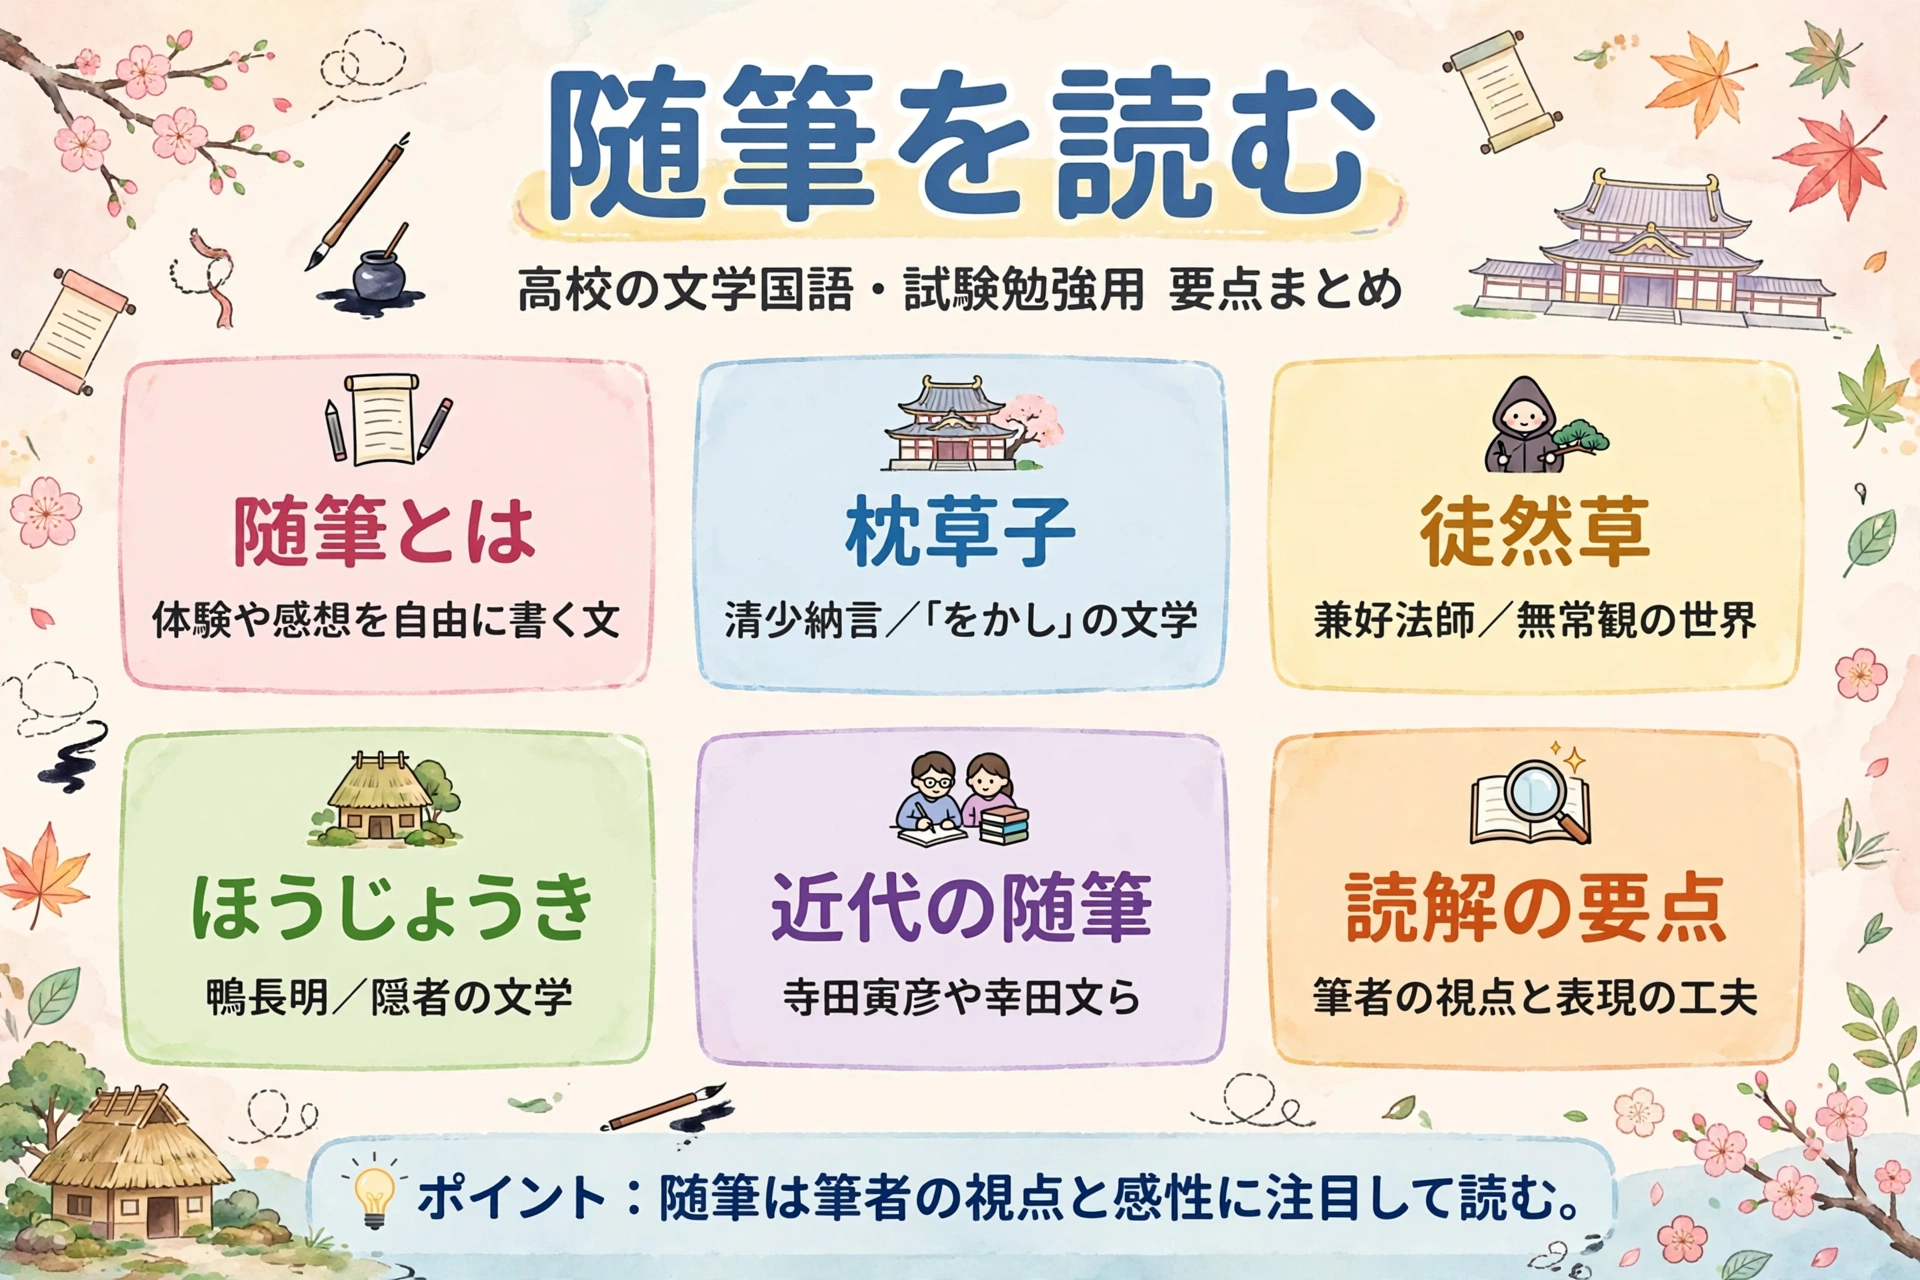 随筆を読む
高校の文学国語・試験勉強用 要点まとめ
随筆とは
体験や感想を自由に書く文
枕草子
清少納言／「をかし」の文学
徒然草
兼好法師／無常観の世界
ほうじょうき
鴨長明／隠者の文学
近代の随筆
寺田寅彦や幸田文ら
読解の要点
筆者の視点と表現の工夫
ポイント：随筆は筆者の視点と感性に注目して読む。